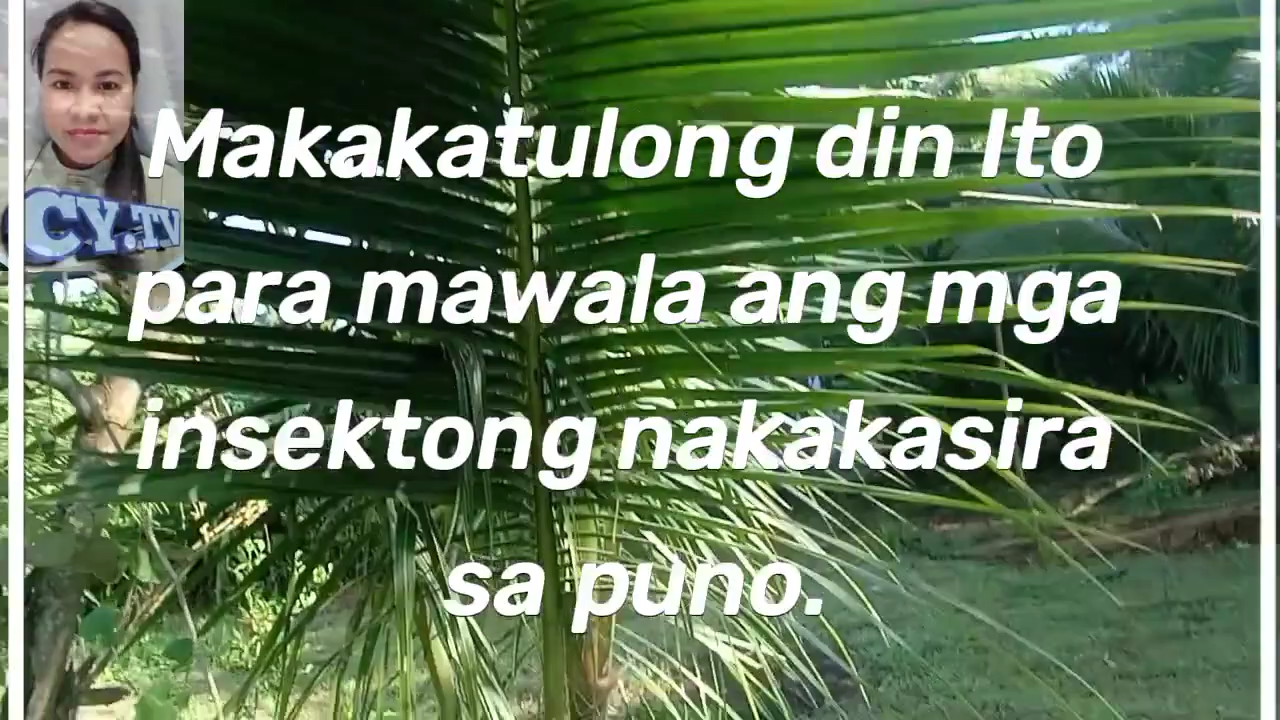 CY.TV
Makakatulong din Ito
para mawala ang mga
insektong nakakasira
sa puno.